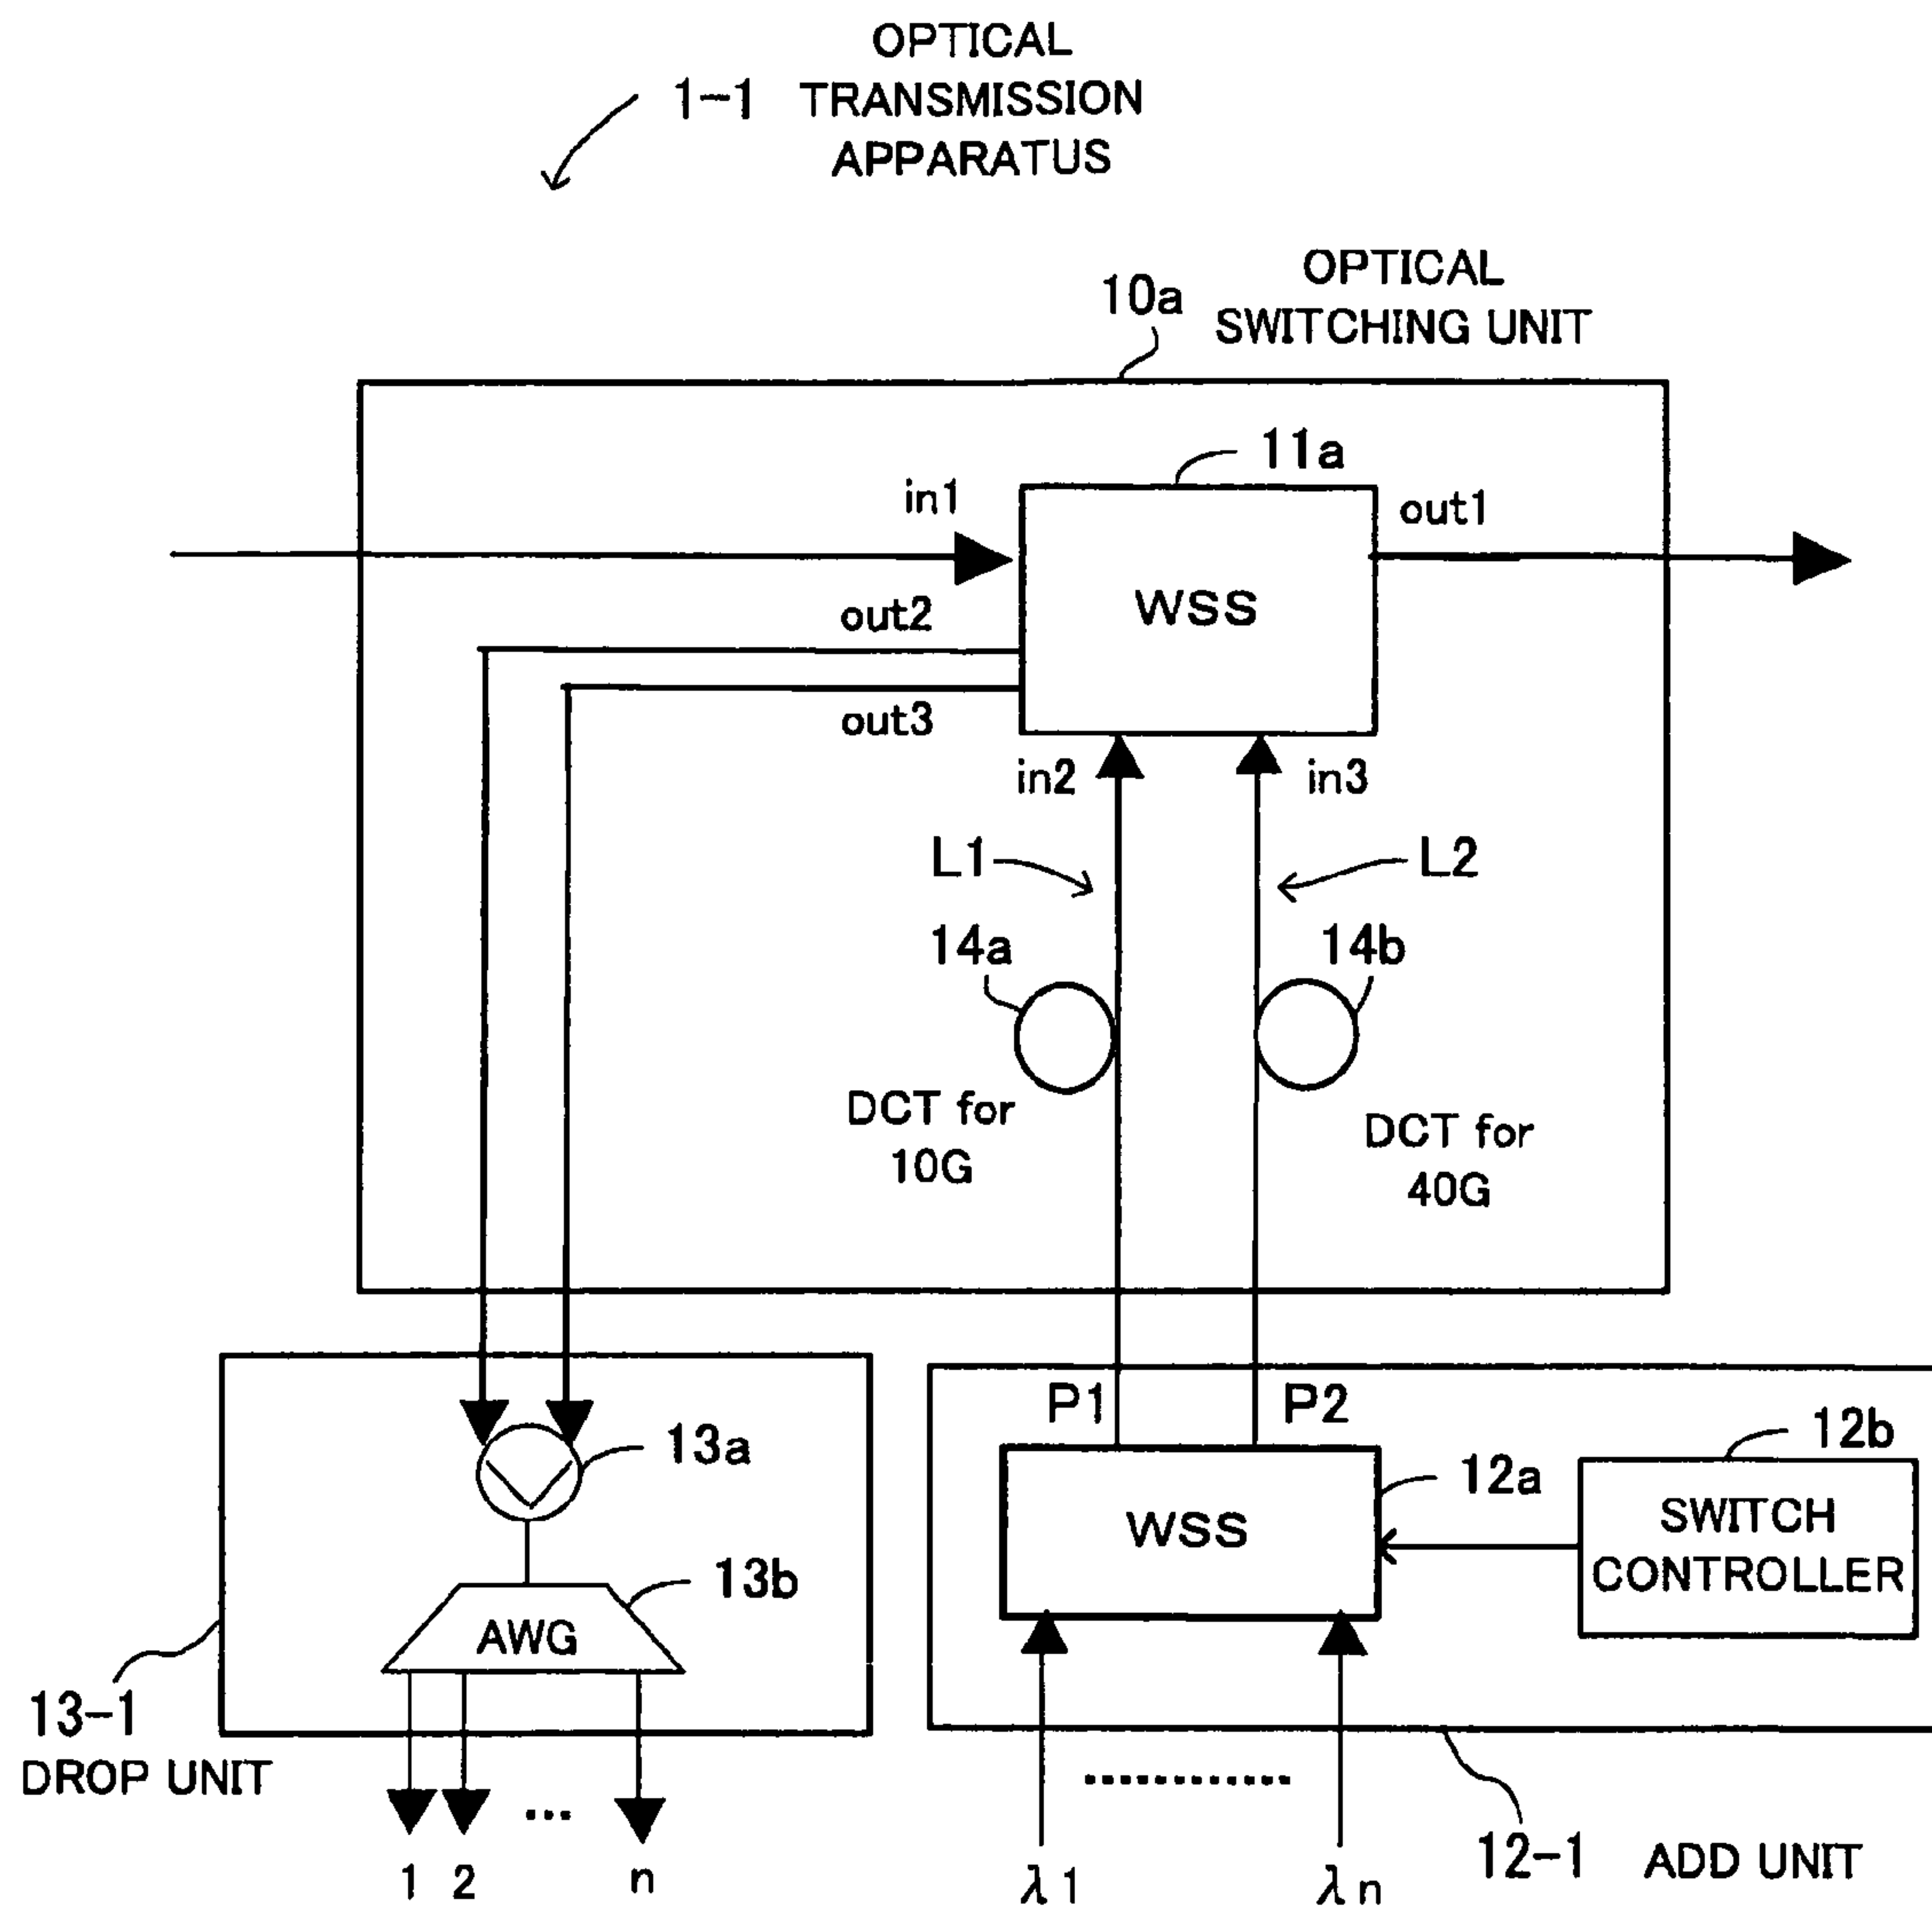 OPTICAL
1-1 TRANSMISSION
APPARATUS
OPTICAL
10a
SWITCHING UNIT
11a
in1
out1
WSS
out2
out3
in2
in3
L1
L2
14a
14b
DCT for
10G
DCT for
40G
P1
P2
13a
12b
12a
WSS
SWITCH
CONTROLLER
13b
AWG
13-1
DROP UNIT
...
............
1 2 n
λ1 λn
12-1 ADD UNIT